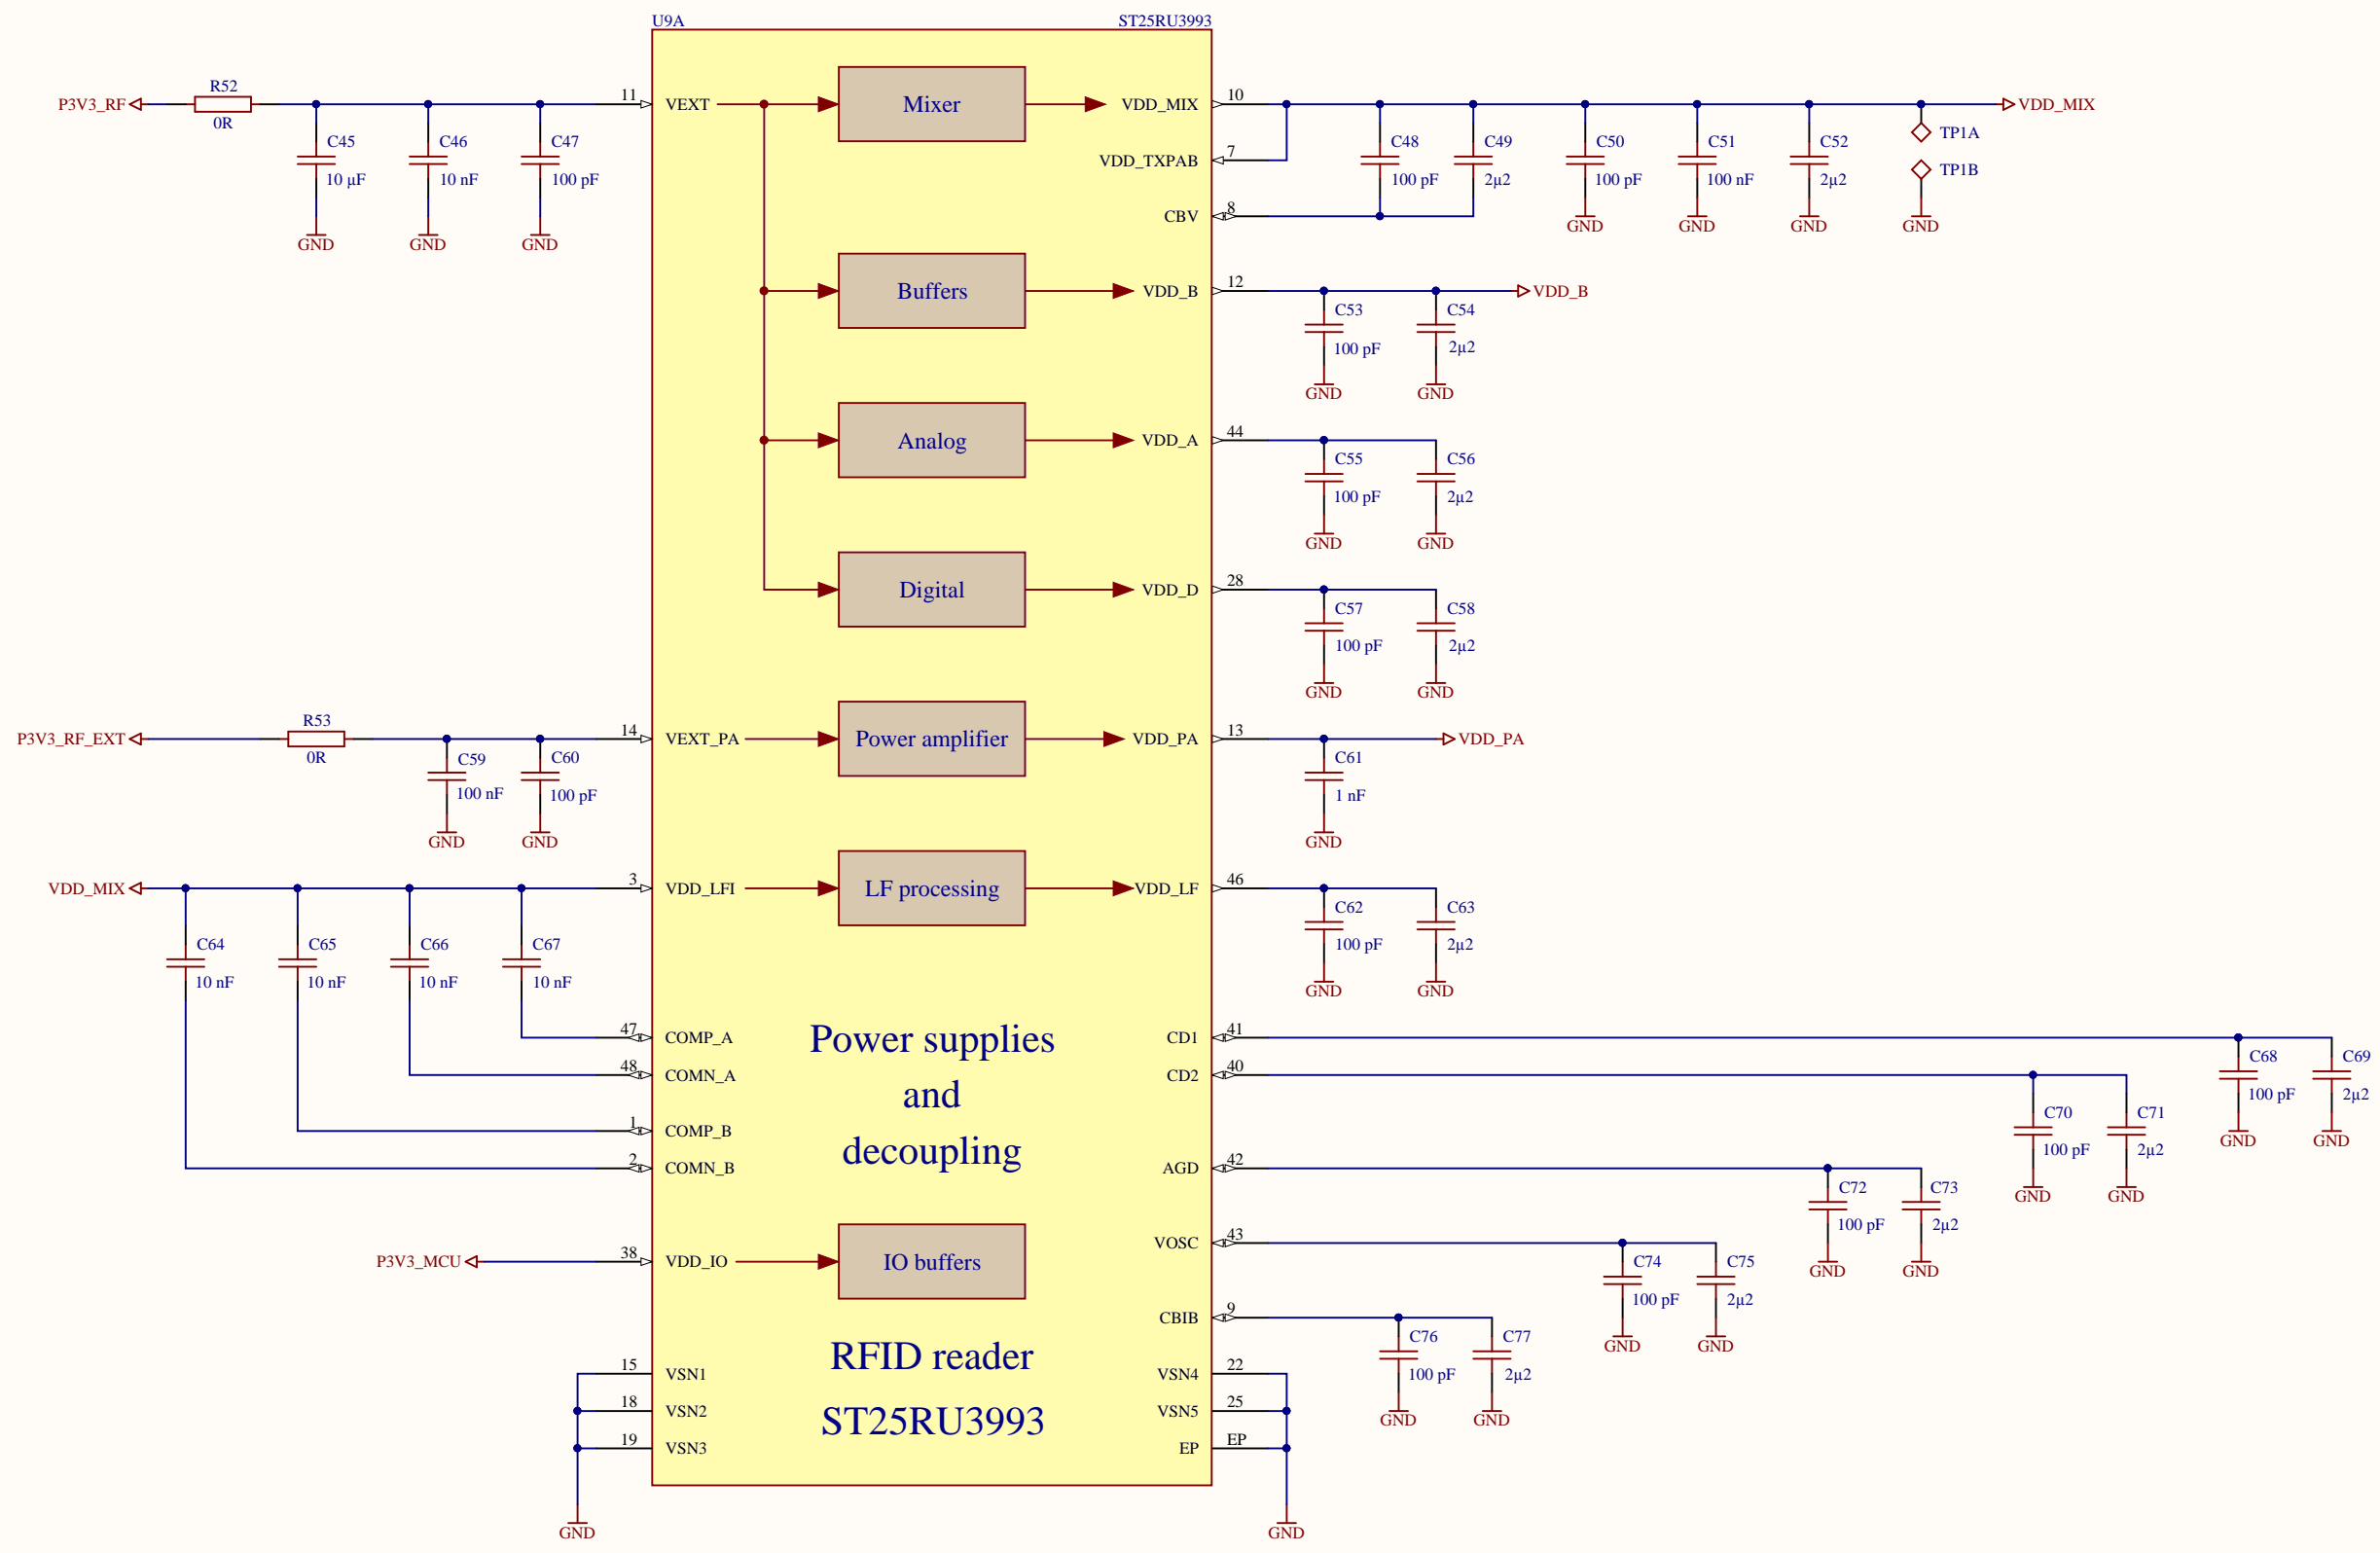 U9A
ST25RU3993
P3V3_RF
R52
0R
C45
10 µF
GND
C46
10 nF
GND
C47
100 pF
GND
11
VEXT
Mixer
VDD_MIX
10
VDD_TXPAB
7
CBV
8
C48
100 pF
C49
2µ2
C50
100 pF
GND
C51
100 nF
GND
C52
2µ2
GND
TP1A
TP1B
GND
VDD_MIX
Buffers
VDD_B
12
C53
100 pF
GND
C54
2µ2
GND
VDD_B
Analog
VDD_A
44
C55
100 pF
GND
C56
2µ2
GND
Digital
VDD_D
28
C57
100 pF
GND
C58
2µ2
GND
P3V3_RF_EXT
R53
0R
C59
100 nF
GND
C60
100 pF
GND
14
VEXT_PA
Power amplifier
VDD_PA
13
C61
1 nF
GND
VDD_PA
VDD_MIX
3
VDD_LFI
LF processing
VDD_LF
46
C62
100 pF
GND
C63
2µ2
GND
C64
10 nF
C65
10 nF
C66
10 nF
C67
10 nF
47
COMP_A
48
COMN_A
1
COMP_B
2
COMN_B
Power supplies
and
decoupling
CD1
41
C68
100 pF
GND
C69
2µ2
GND
CD2
40
C70
100 pF
GND
C71
2µ2
GND
AGD
42
C72
100 pF
GND
C73
2µ2
GND
VOSC
43
C74
100 pF
GND
C75
2µ2
GND
P3V3_MCU
38
VDD_IO
IO buffers
CBIB
9
C76
100 pF
GND
C77
2µ2
GND
RFID reader
ST25RU3993
15
VSN1
18
VSN2
19
VSN3
GND
VSN4
22
VSN5
25
EP
EP
GND